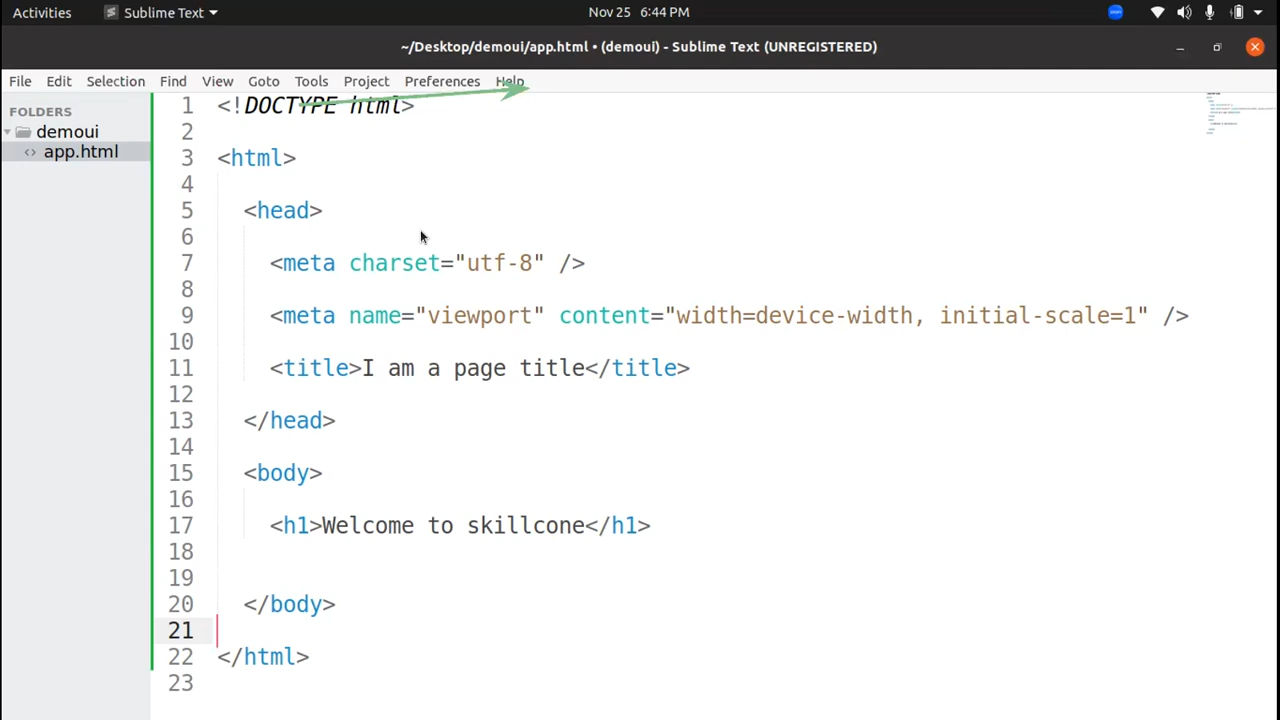 Activities Sublime Text Nov 25 6:44 PM zoom
~/Desktop/demoui/app.html • (demoui) - Sublime Text (UNREGISTERED)
File Edit Selection Find View Goto Tools Project Preferences Help
FOLDERS
demoui
app.html
1 <!DOCTYPE html>
2
3 <html>
4
5 <head>
6
7 <meta charset="utf-8" />
8
9 <meta name="viewport" content="width=device-width, initial-scale=1" />
10
11 <title>I am a page title</title>
12
13 </head>
14
15 <body>
16
17 <h1>Welcome to skillcone</h1>
18
19
20 </body>
21
22 </html>
23